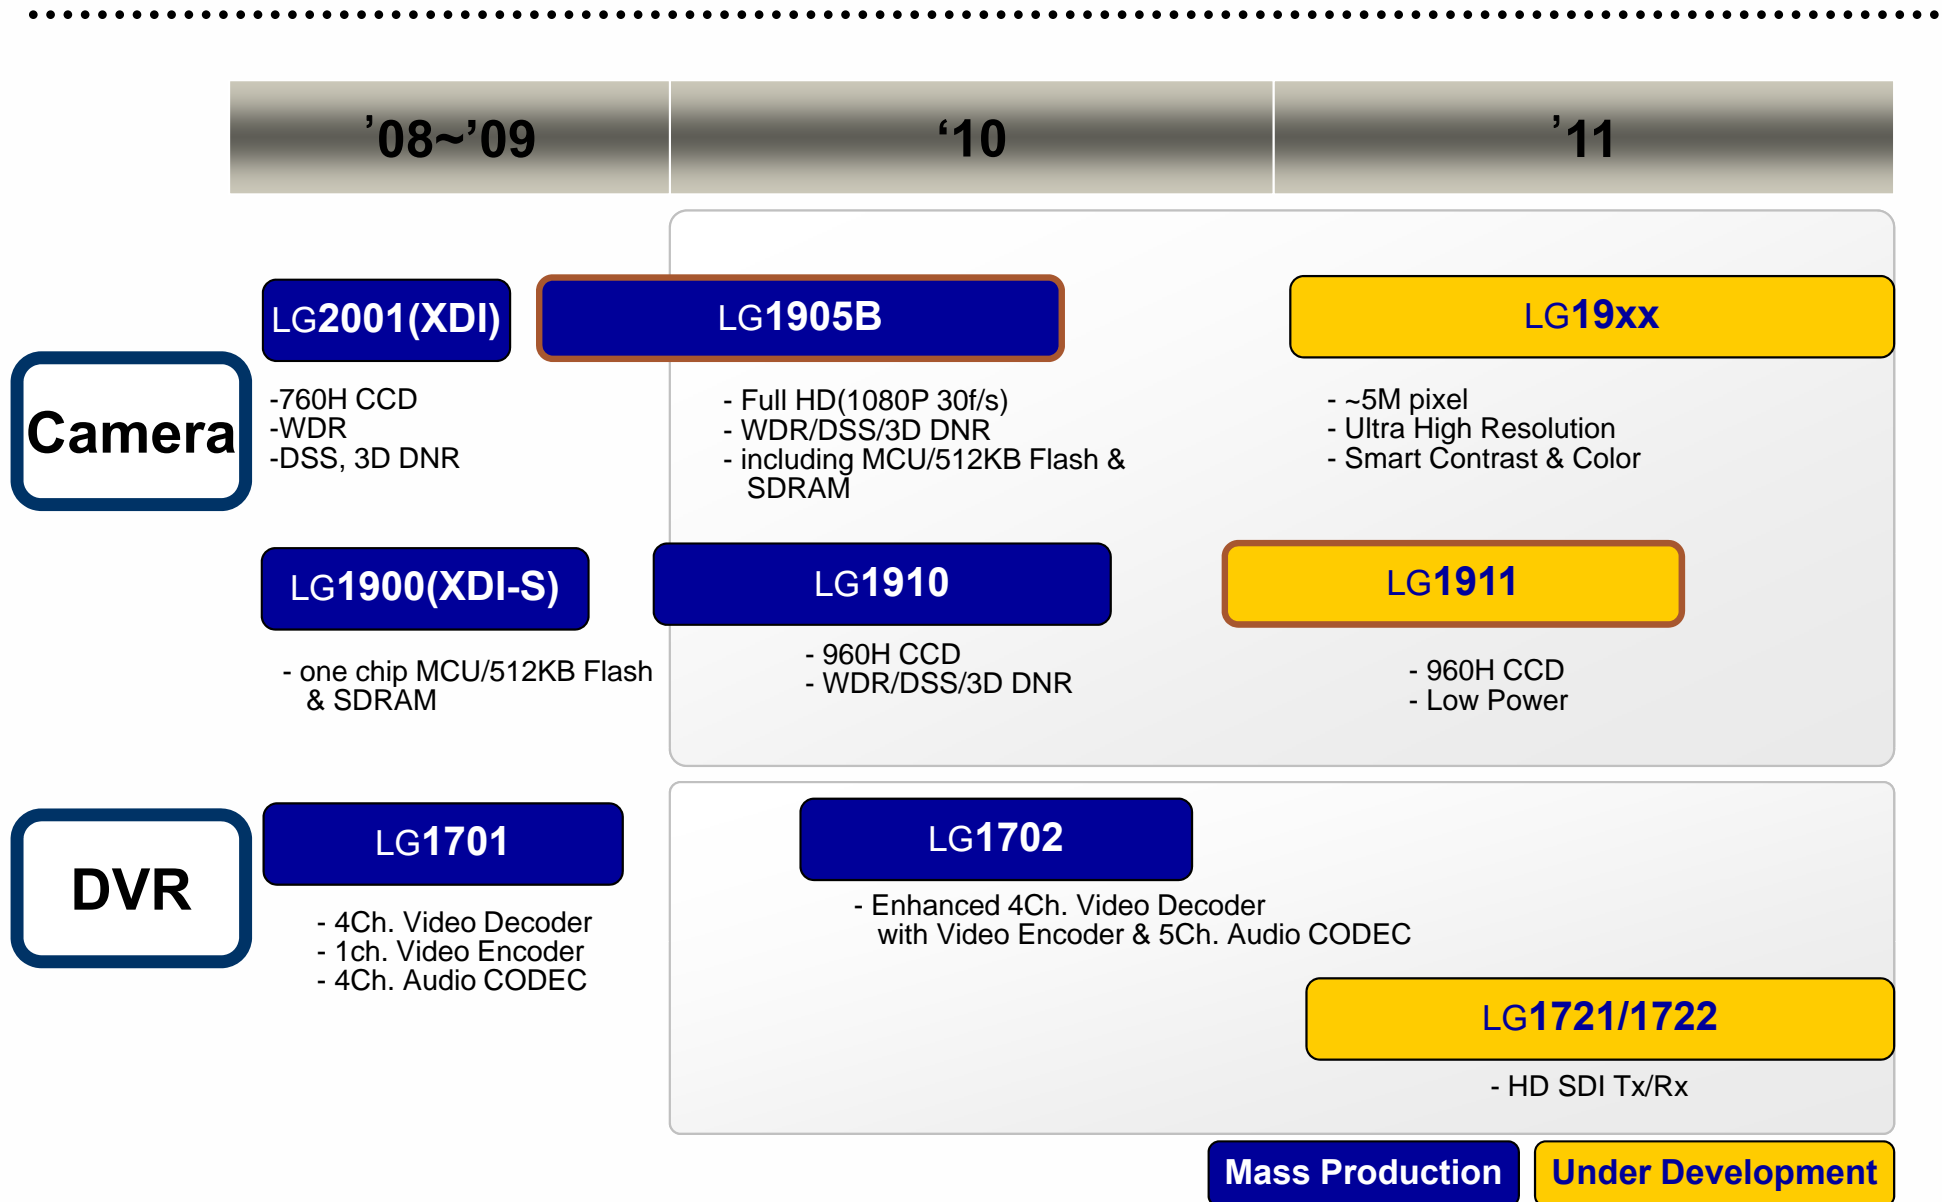 ’08~’09
‘10
’11
Camera
LG2001(XDI)
-760H CCD
-WDR
-DSS, 3D DNR
LG1905B
- Full HD(1080P 30f/s)
- WDR/DSS/3D DNR
- including MCU/512KB Flash &
SDRAM
LG19xx
- ~5M pixel
- Ultra High Resolution
- Smart Contrast & Color
LG1900(XDI-S)
- one chip MCU/512KB Flash
& SDRAM
LG1910
- 960H CCD
- WDR/DSS/3D DNR
LG1911
- 960H CCD
- Low Power
DVR
LG1701
- 4Ch. Video Decoder
- 1ch. Video Encoder
- 4Ch. Audio CODEC
LG1702
- Enhanced 4Ch. Video Decoder
with Video Encoder & 5Ch. Audio CODEC
LG1721/1722
- HD SDI Tx/Rx
Mass Production
Under Development